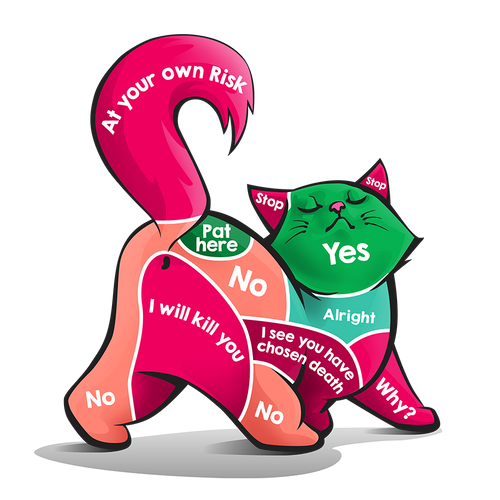 At your own Risk
Stop
Stop
Pat
here
Yes
No
Alright
I will kill you
I see you have
chosen death
Why?
No
No